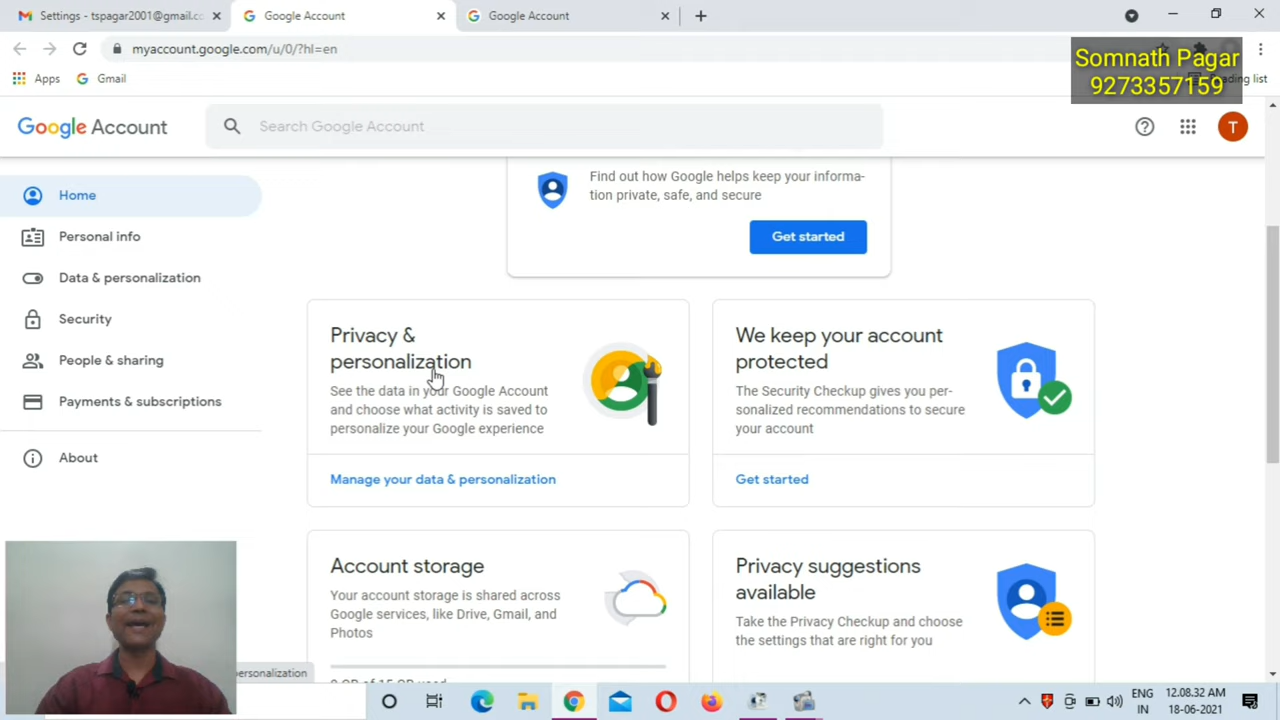 Settings - tspagar2001@gmail.co
Google Account
Google Account
myaccount.google.com/u/0/?hl=en
Somnath Pagar
9273357159
Apps
Gmail
list
Google Account
Search Google Account
T
Home
Personal info
Data & personalization
Security
People & sharing
Payments & subscriptions
About
Find out how Google helps keep your informa-
tion private, safe, and secure
Get started
Privacy &
personalization
See the data in your Google Account
and choose what activity is saved to
personalize your Google experience
Manage your data & personalization
We keep your account
protected
The Security Checkup gives you per-
sonalized recommendations to secure
your account
Get started
Account storage
Your account storage is shared across
Google services, like Drive, Gmail, and
Photos
Privacy suggestions
available
Take the Privacy Checkup and choose
the settings that are right for you
personalization
ENG
IN
12.08.32 AM
18-06-2021